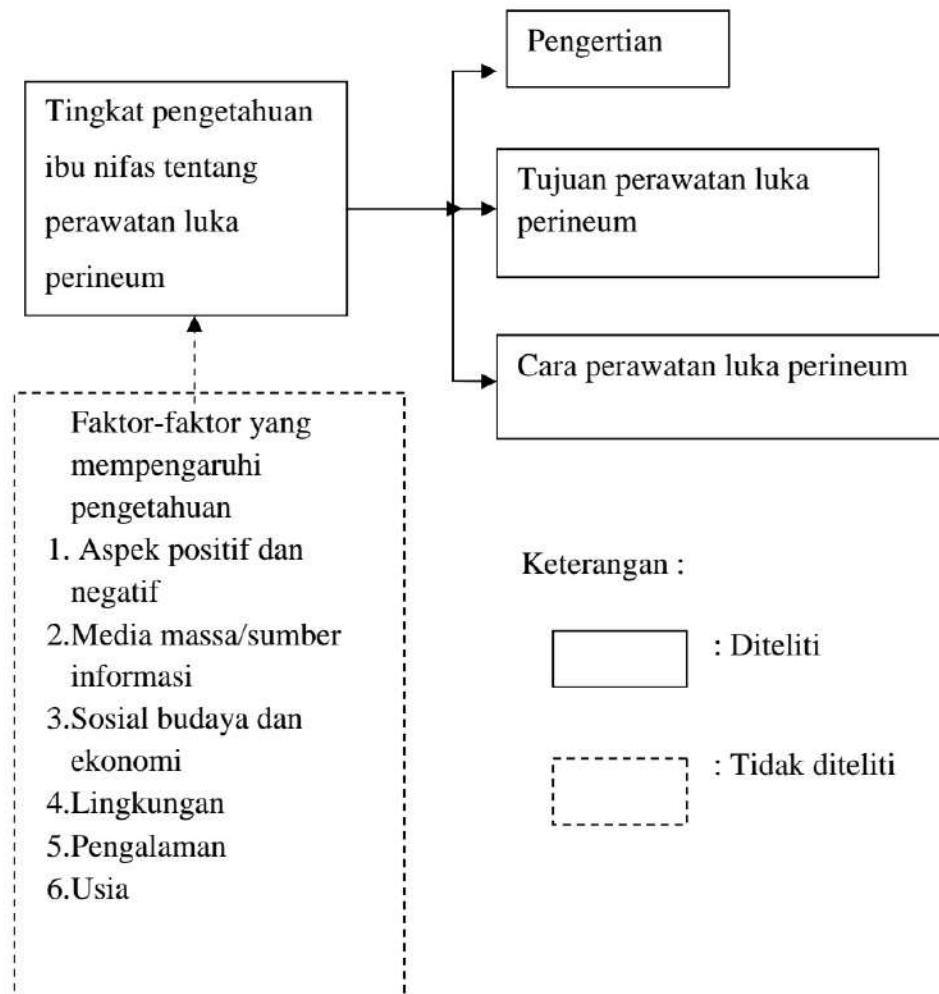 Tingkat pengetahuan
ibu nifas tentang
perawatan luka
perineum
Pengertian
Tujuan perawatan luka
perineum
Cara perawatan luka perineum
Faktor-faktor yang
mempengaruhi
pengetahuan
1. Aspek positif dan
negatif
2.Media massa/sumber
informasi
3.Sosial budaya dan
ekonomi
4.Lingkungan
5.Pengalaman
6.Usia
Keterangan :
: Diteliti
: Tidak diteliti